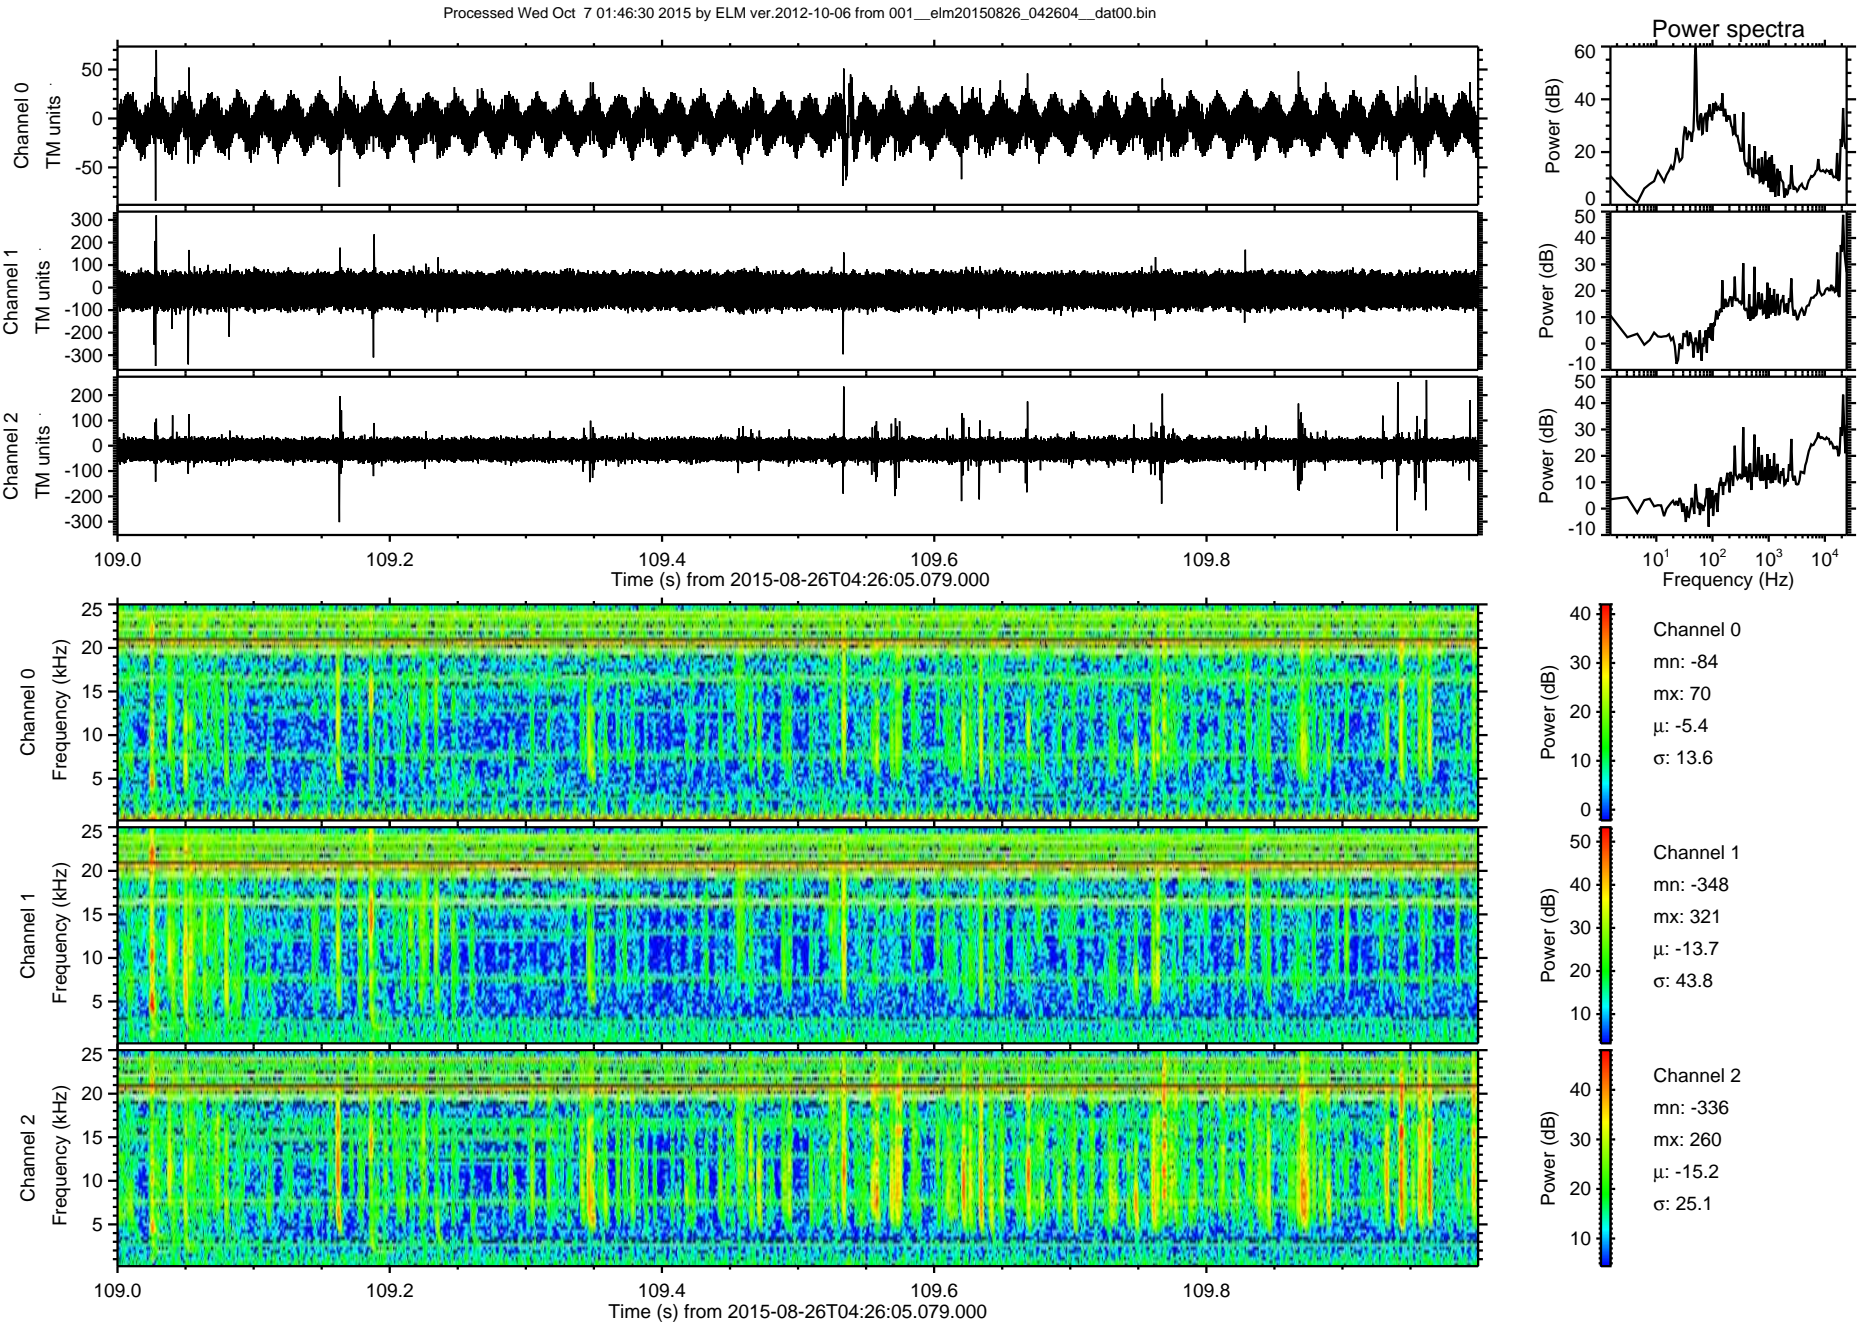 Processed Wed Oct  7 01:46:30 2015 by ELM ver.2012-10-06 from 001__elm20150826_042604__dat00.bin
Power spectra
Channel 0
TM units
50
0
-50
Power (dB)
60
40
20
0
Channel 1
TM units
300
200
100
0
-100
-200
-300
Power (dB)
50
40
30
20
10
0
-10
Channel 2
TM units
200
100
0
-100
-200
-300
Power (dB)
50
40
30
20
10
0
-10
109.0
109.2
109.4
109.6
109.8
Time (s) from 2015-08-26T04:26:05.079.000
10^1
10^2
10^3
10^4
Frequency (Hz)
Channel 0
Frequency (kHz)
25
20
15
10
5
Power (dB)
40
30
20
10
0
Channel 0
mn: -84
mx: 70
μ: -5.4
σ: 13.6
Channel 1
Frequency (kHz)
25
20
15
10
5
Power (dB)
50
40
30
20
10
Channel 1
mn: -348
mx: 321
μ: -13.7
σ: 43.8
Channel 2
Frequency (kHz)
25
20
15
10
5
Power (dB)
40
30
20
10
Channel 2
mn: -336
mx: 260
μ: -15.2
σ: 25.1
109.0
109.2
109.4
109.6
109.8
Time (s) from 2015-08-26T04:26:05.079.000